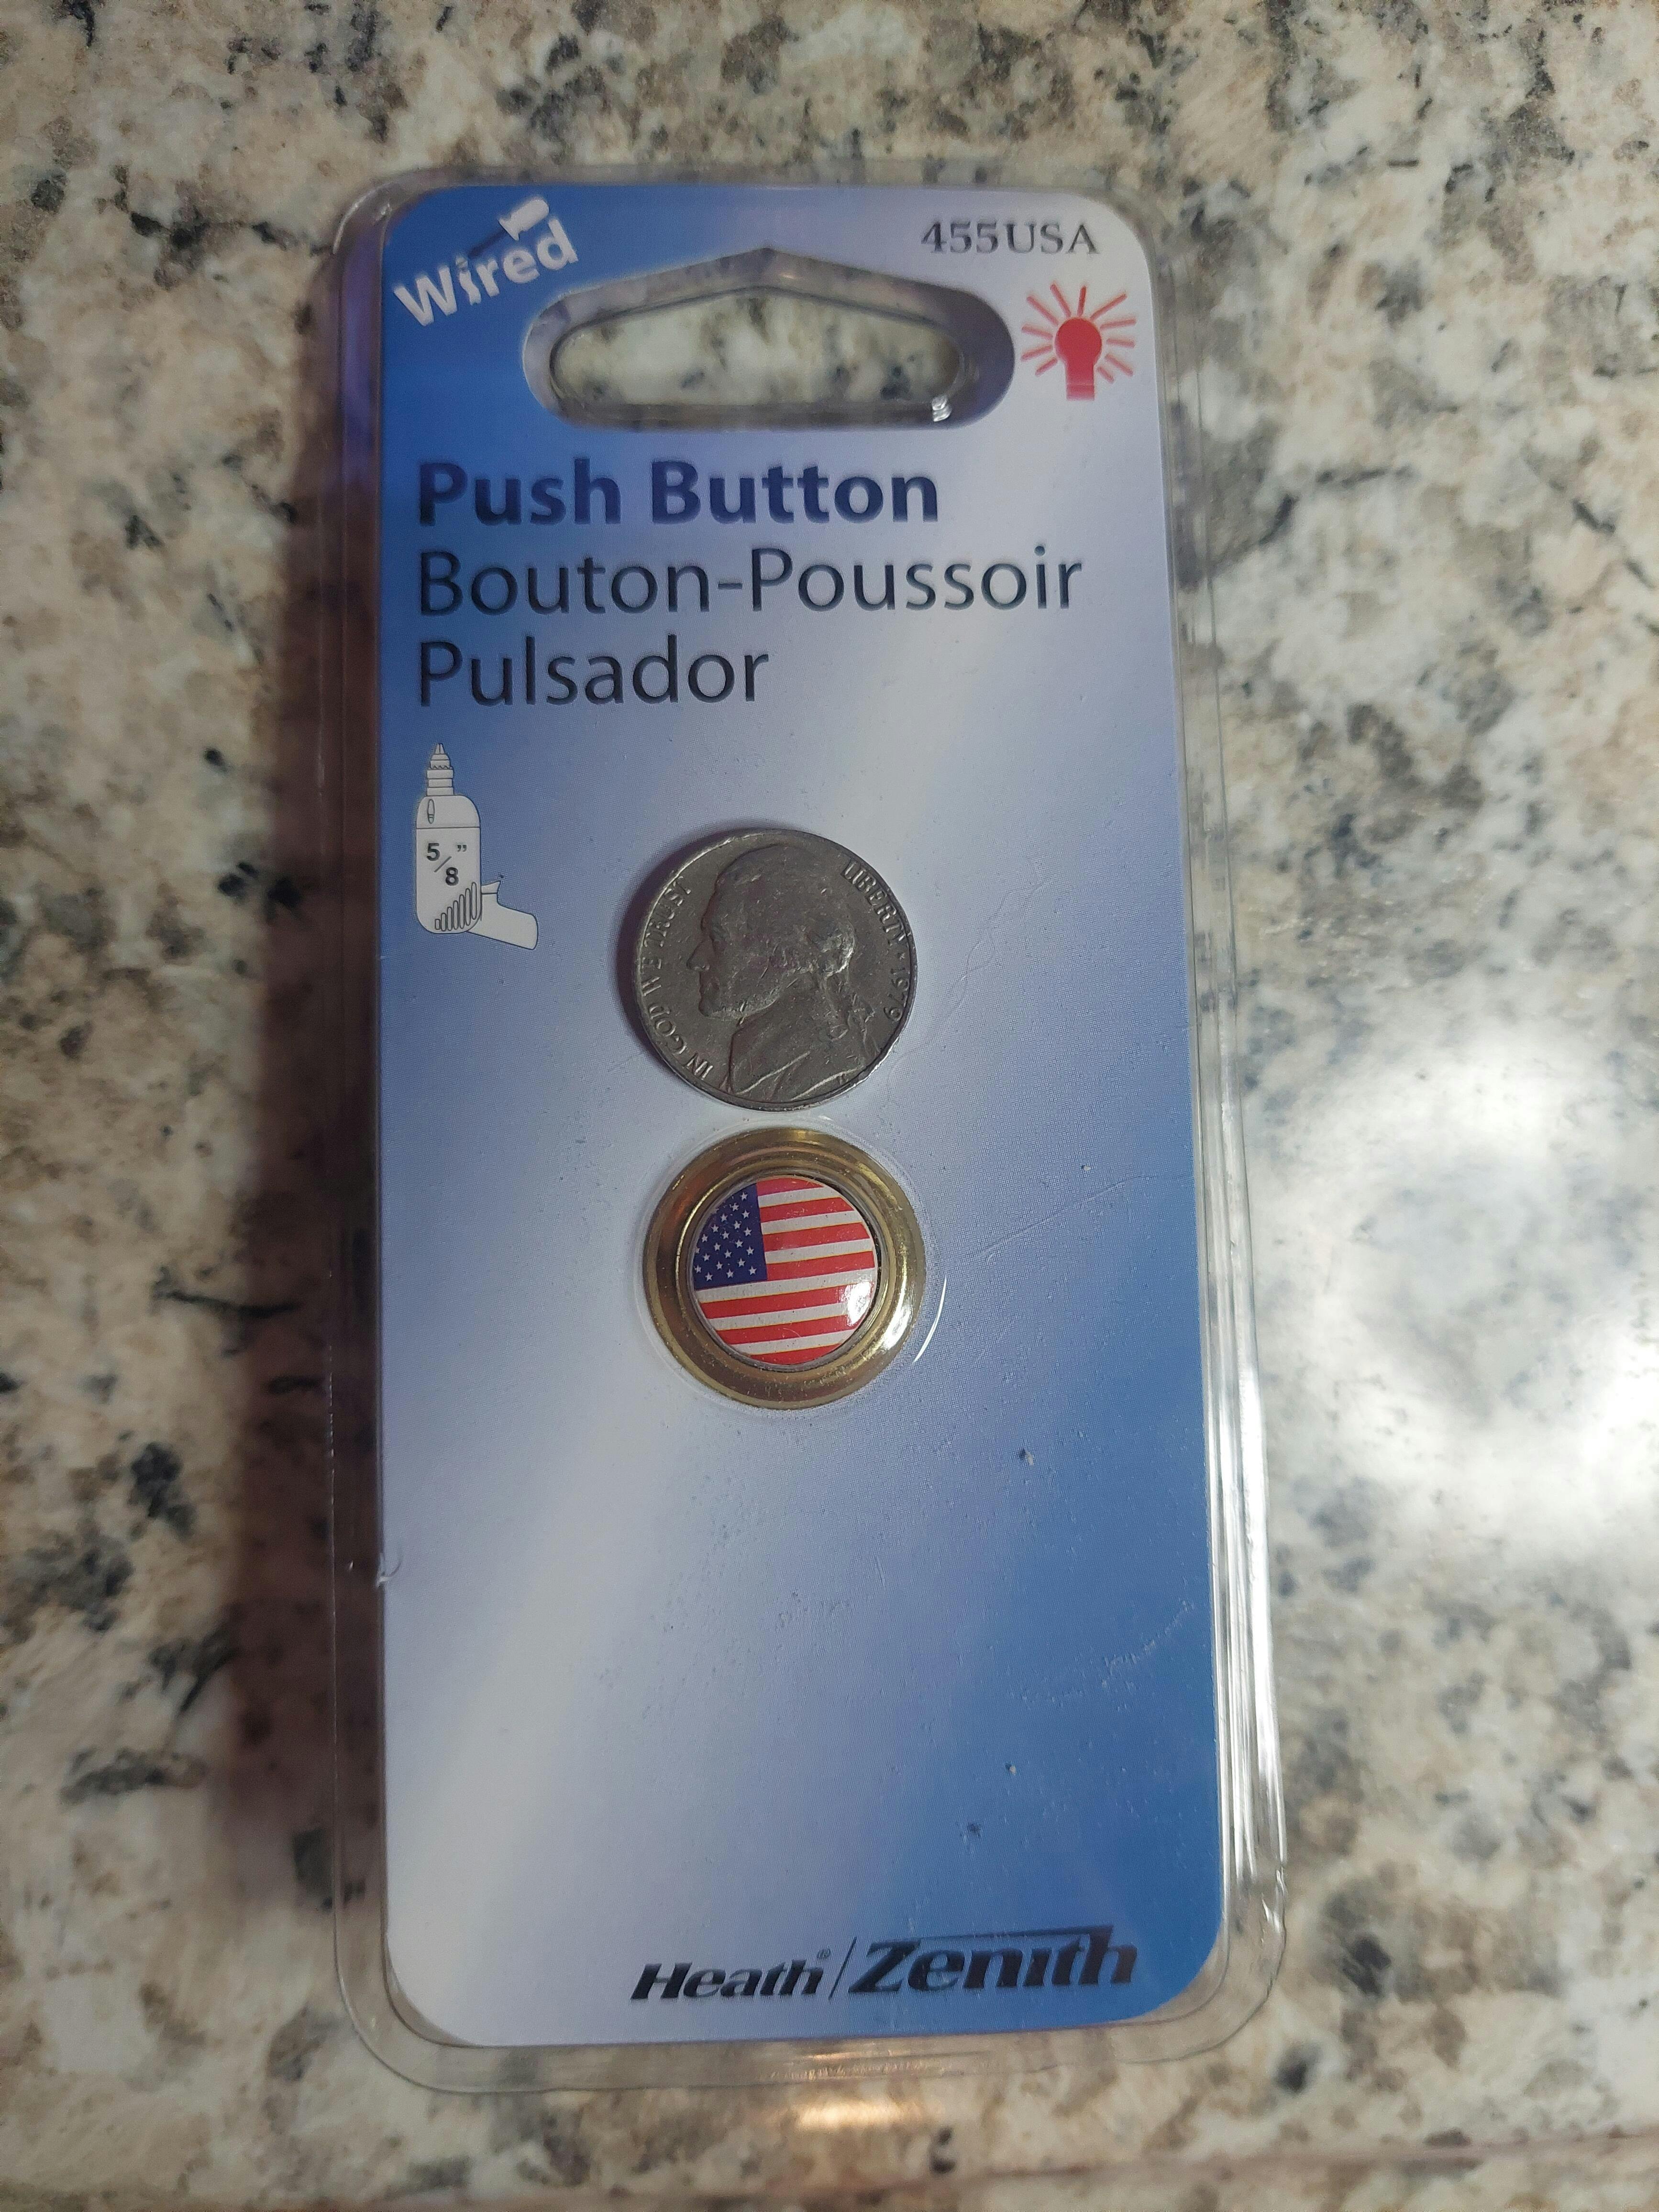 Wired
455USA
Push Button
Bouton-Poussoir
Pulsador
5/8"
IN GOD WE TRUST
LIBERTY · 1979
Heath®/Zenith